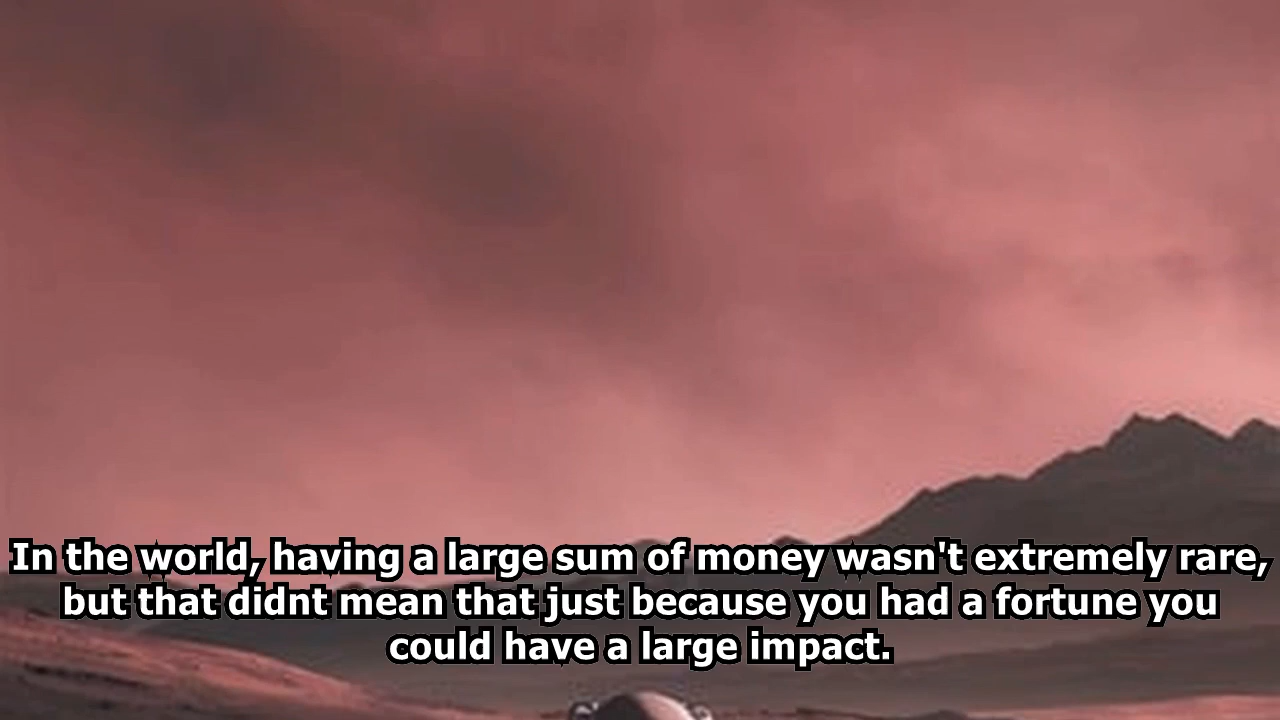 In the world, having a large sum of money wasn't extremely rare,
but that didnt mean that just because you had a fortune you
could have a large impact.